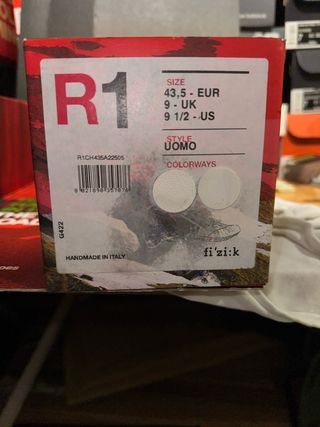 R1
SIZE
43,5 - EUR
9 - UK
9 1/2 - US
STYLE
UOMO
COLORWAYS
R1CH435A22505
G422
HANDMADE IN ITALY
fi'zi:k